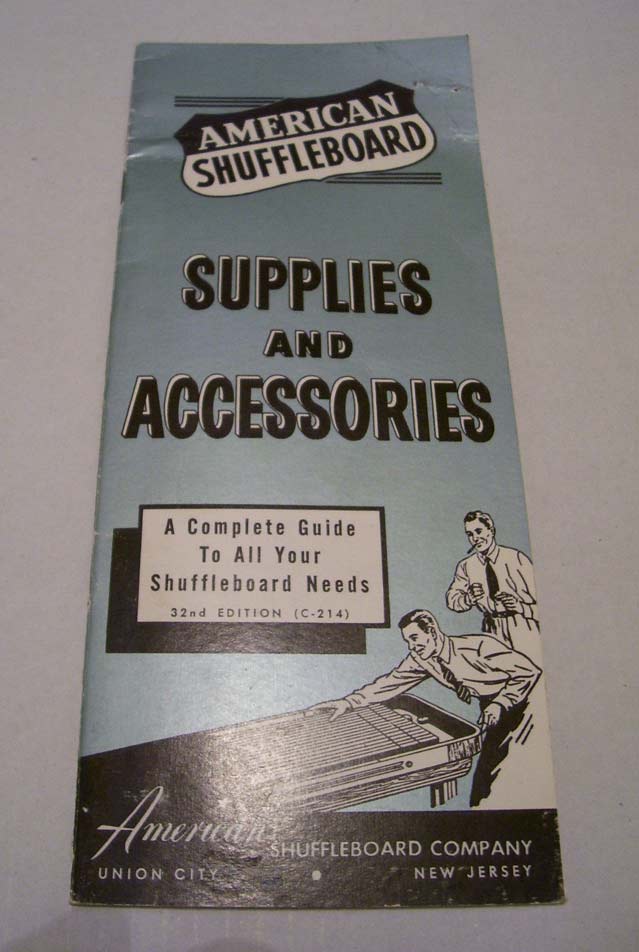 AMERICAN
SHUFFLEBOARD
SUPPLIES
AND
ACCESSORIES
A Complete Guide
To All Your
Shuffleboard Needs
32nd EDITION (C-214)
American SHUFFLEBOARD COMPANY
UNION CITY • NEW JERSEY